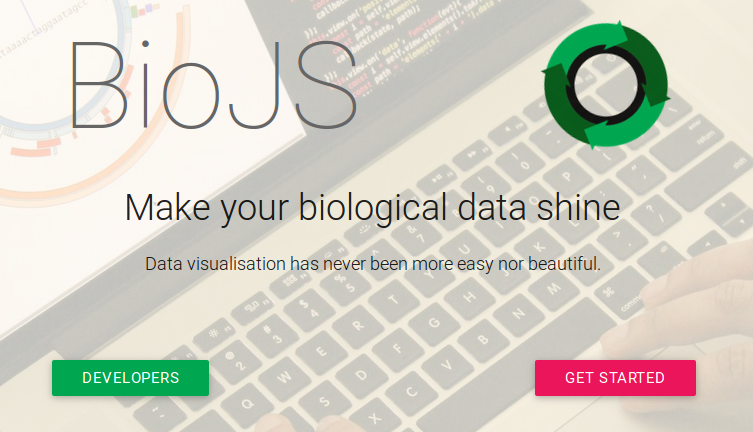 BioJS
Make your biological data shine
Data visualisation has never been more easy nor beautiful.
DEVELOPERS
GET STARTED